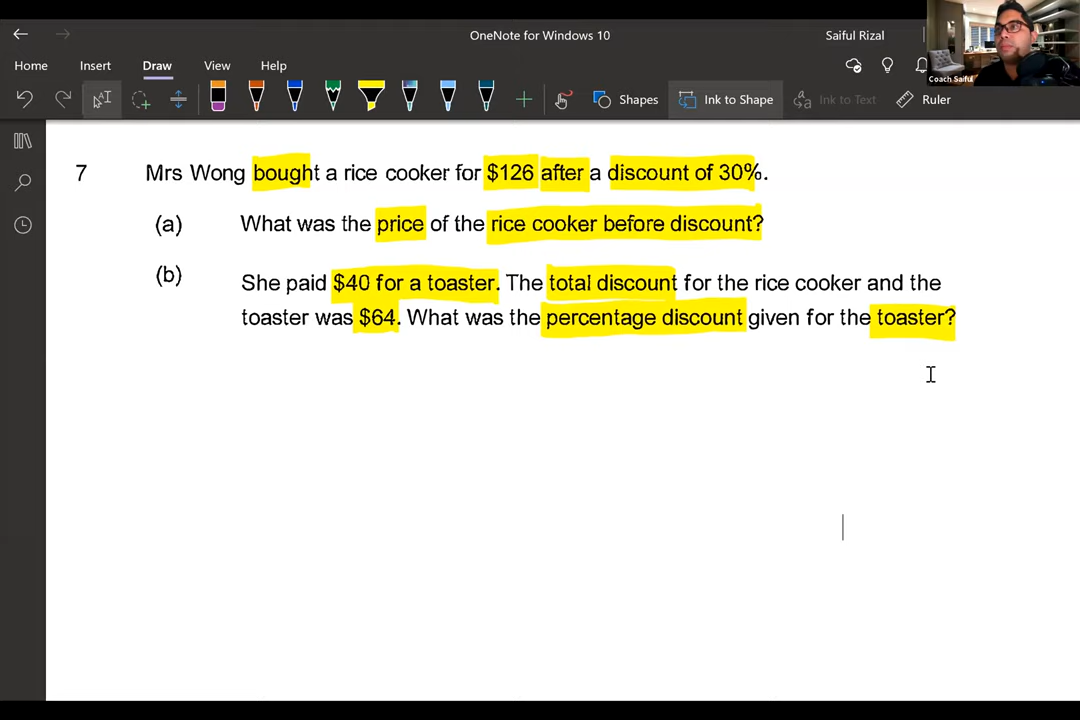 OneNote for Windows 10
Saiful Rizal
Home Insert Draw View Help
Coach Saiful
Shapes Ink to Shape Ink to Text Ruler
7 Mrs Wong bought a rice cooker for $126 after a discount of 30%.
(a) What was the price of the rice cooker before discount?
(b) She paid $40 for a toaster. The total discount for the rice cooker and the
toaster was $64. What was the percentage discount given for the toaster?